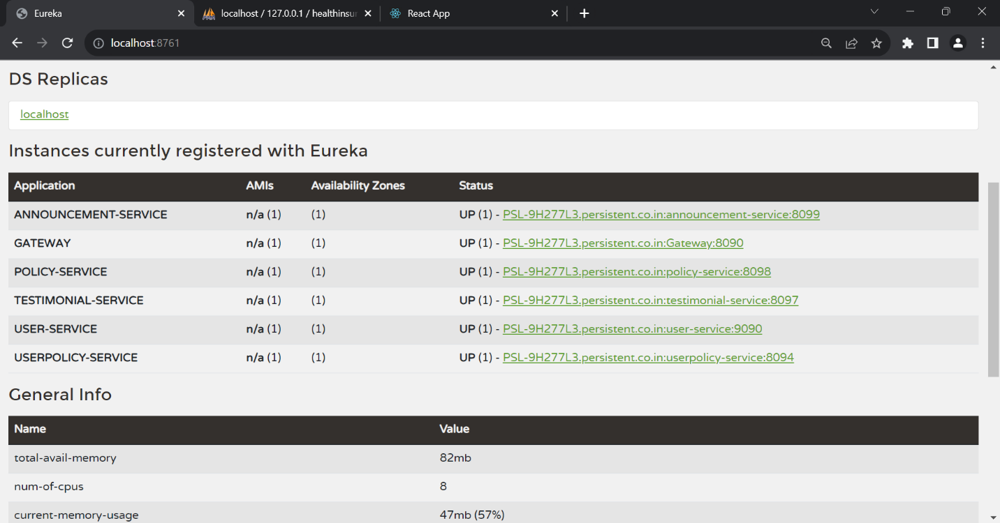 Eureka
localhost / 127.0.0.1 / healthinsur
React App
localhost:8761
DS Replicas
localhost
Instances currently registered with Eureka
Application AMIs Availability Zones Status
ANNOUNCEMENT-SERVICE n/a (1) (1) UP (1) - PSL-9H277L3.persistent.co.in:announcement-service:8099
GATEWAY n/a (1) (1) UP (1) - PSL-9H277L3.persistent.co.in:Gateway:8090
POLICY-SERVICE n/a (1) (1) UP (1) - PSL-9H277L3.persistent.co.in:policy-service:8098
TESTIMONIAL-SERVICE n/a (1) (1) UP (1) - PSL-9H277L3.persistent.co.in:testimonial-service:8097
USER-SERVICE n/a (1) (1) UP (1) - PSL-9H277L3.persistent.co.in:user-service:9090
USERPOLICY-SERVICE n/a (1) (1) UP (1) - PSL-9H277L3.persistent.co.in:userpolicy-service:8094
General Info
Name Value
total-avail-memory 82mb
num-of-cpus 8
current-memory-usage 47mb (57%)